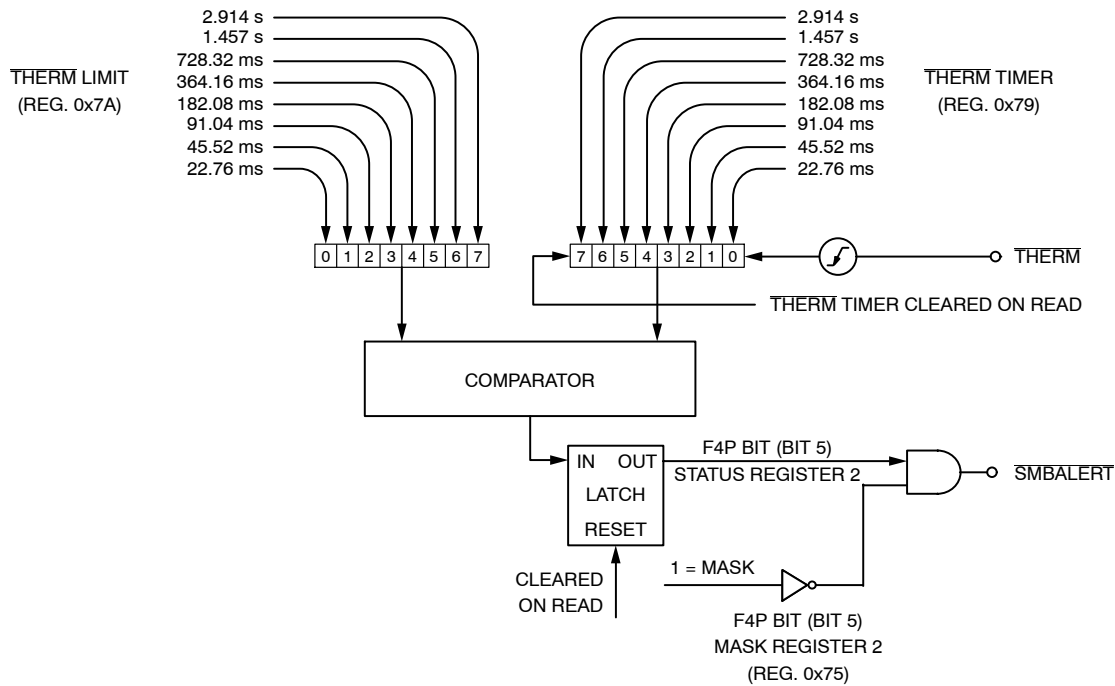 2.914 s
1.457 s
728.32 ms
364.16 ms
182.08 ms
91.04 ms
45.52 ms
22.76 ms
THERM LIMIT
(REG. 0x7A)
2.914 s
1.457 s
728.32 ms
364.16 ms
182.08 ms
91.04 ms
45.52 ms
22.76 ms
THERM TIMER
(REG. 0x79)
0 1 2 3 4 5 6 7
7 6 5 4 3 2 1 0
THERM
THERM TIMER CLEARED ON READ
COMPARATOR
IN OUT
LATCH
RESET
F4P BIT (BIT 5)
STATUS REGISTER 2
SMBALERT
CLEARED
ON READ
1 = MASK
F4P BIT (BIT 5)
MASK REGISTER 2
(REG. 0x75)